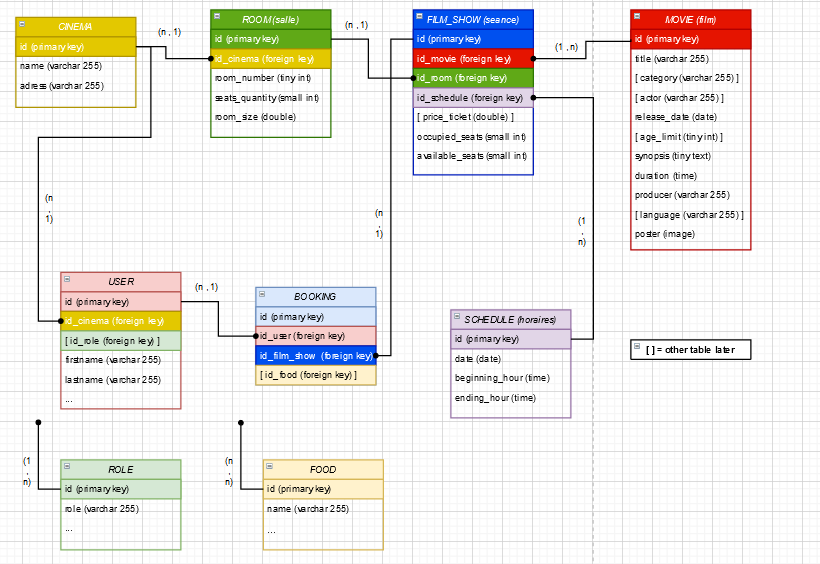 CINEMA
id (primary key)
name (varchar 255)
adress (varchar 255)
(n , 1)
ROOM (salle)
id (primary key)
id_cinema (foreign key)
room_number (tiny int)
seats_quantity (small int)
room_size (double)
(n , 1)
FILM_SHOW (seance)
id (primary key)
id_movie (foreign key)
id_room (foreign key)
id_schedule (foreign key)
[ price_ticket (double) ]
occupied_seats (small int)
available_seats (small int)
(1 , n)
MOVIE (film)
id (primary key)
title (varchar 255)
[ category (varchar 255) ]
[ actor (varchar 255) ]
release_date (date)
[ age_limit (tiny int) ]
synopsis (tiny text)
duration (time)
producer (varchar 255)
[ language (varchar 255) ]
poster (image)
(n
,
1)
(n
,
1)
(1
,
n)
USER
id (primary key)
id_cinema (foreign key)
[ id_role (foreign key) ]
firstname (varchar 255)
lastname (varchar 255)
...
(n , 1)
BOOKING
id (primary key)
id_user (foreign key)
id_film_show (foreign key)
[ id_food (foreign key) ]
SCHEDULE (horaires)
id (primary key)
date (date)
beginning_hour (time)
ending_hour (time)
[ ] = other table later
(1
,
n)
ROLE
id (primary key)
role (varchar 255)
...
(n
,
n)
FOOD
id (primary key)
name (varchar 255)
...